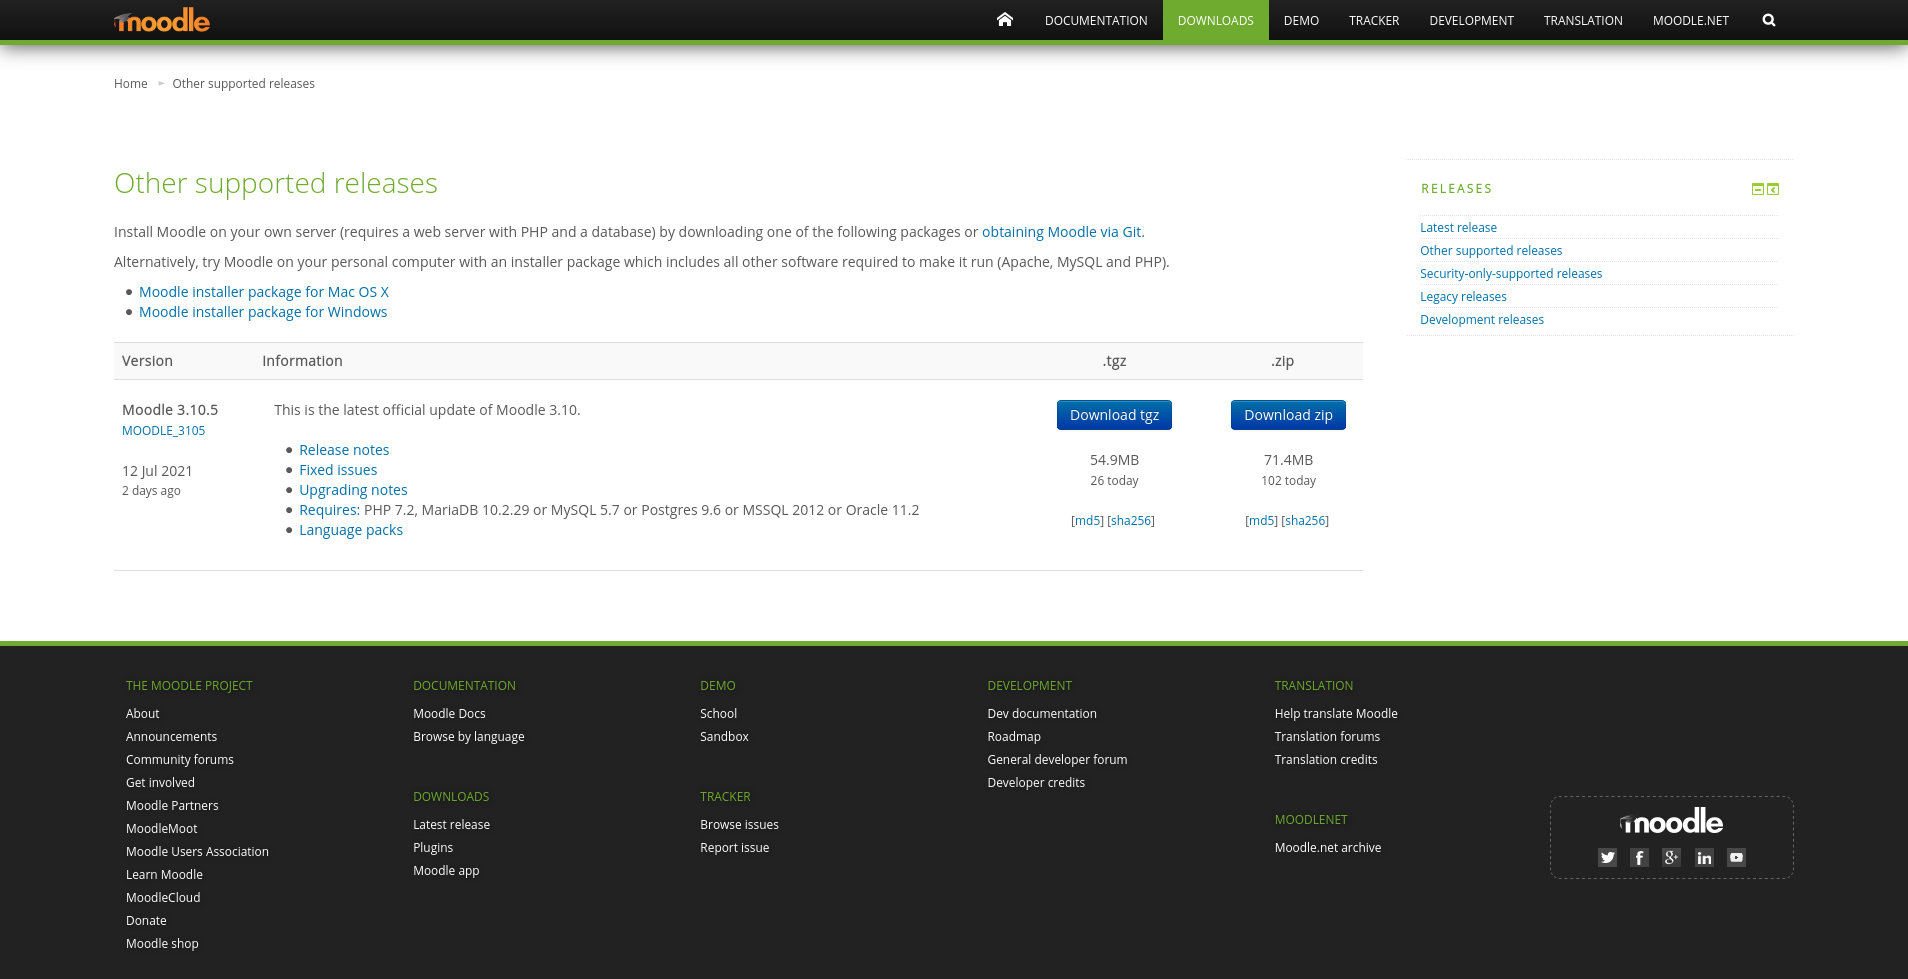 moodle
DOCUMENTATION DOWNLOADS DEMO TRACKER DEVELOPMENT TRANSLATION MOODLE.NET
Home ► Other supported releases
Other supported releases
Install Moodle on your own server (requires a web server with PHP and a database) by downloading one of the following packages or obtaining Moodle via Git.
Alternatively, try Moodle on your personal computer with an installer package which includes all other software required to make it run (Apache, MySQL and PHP).
• Moodle installer package for Mac OS X
• Moodle installer package for Windows
Version Information .tgz .zip
Moodle 3.10.5
MOODLE_3105
12 Jul 2021
2 days ago
This is the latest official update of Moodle 3.10.
• Release notes
• Fixed issues
• Upgrading notes
• Requires: PHP 7.2, MariaDB 10.2.29 or MySQL 5.7 or Postgres 9.6 or MSSQL 2012 or Oracle 11.2
• Language packs
Download tgz
54.9MB
26 today
[md5] [sha256]
Download zip
71.4MB
102 today
[md5] [sha256]
RELEASES
Latest release
Other supported releases
Security-only-supported releases
Legacy releases
Development releases
THE MOODLE PROJECT
About
Announcements
Community forums
Get involved
Moodle Partners
MoodleMoot
Moodle Users Association
Learn Moodle
MoodleCloud
Donate
Moodle shop
DOCUMENTATION
Moodle Docs
Browse by language
DOWNLOADS
Latest release
Plugins
Moodle app
DEMO
School
Sandbox
TRACKER
Browse issues
Report issue
DEVELOPMENT
Dev documentation
Roadmap
General developer forum
Developer credits
TRANSLATION
Help translate Moodle
Translation forums
Translation credits
MOODLENET
Moodle.net archive
moodle